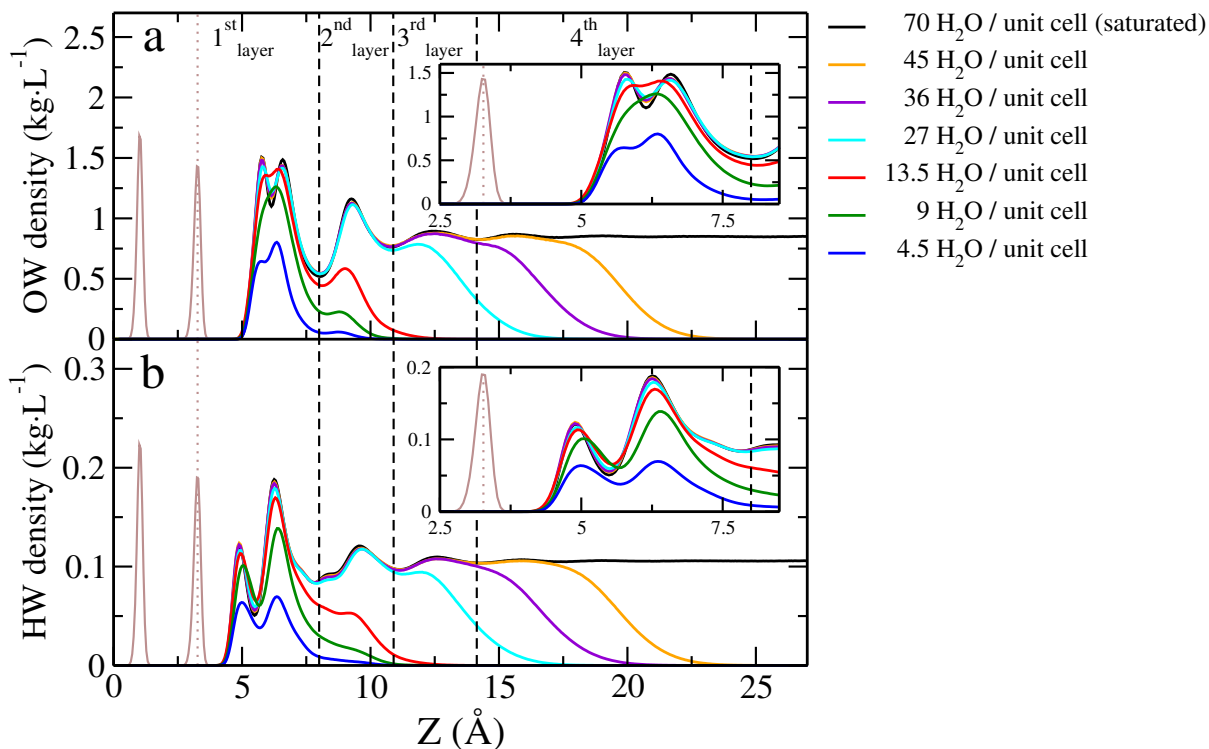 a
1st layer
2nd layer
3rd layer
4th layer
OW density (kg·L-1)
2.5
2
1.5
1
0.5
0
1.5
1
0.5
0
2.5
5
7.5
b
HW density (kg·L-1)
0.3
0.2
0.1
0
0.2
0.1
0
2.5
5
7.5
0
5
10
15
20
25
Z (Å)
70 H2O / unit cell (saturated)
45 H2O / unit cell
36 H2O / unit cell
27 H2O / unit cell
13.5 H2O / unit cell
9 H2O / unit cell
4.5 H2O / unit cell